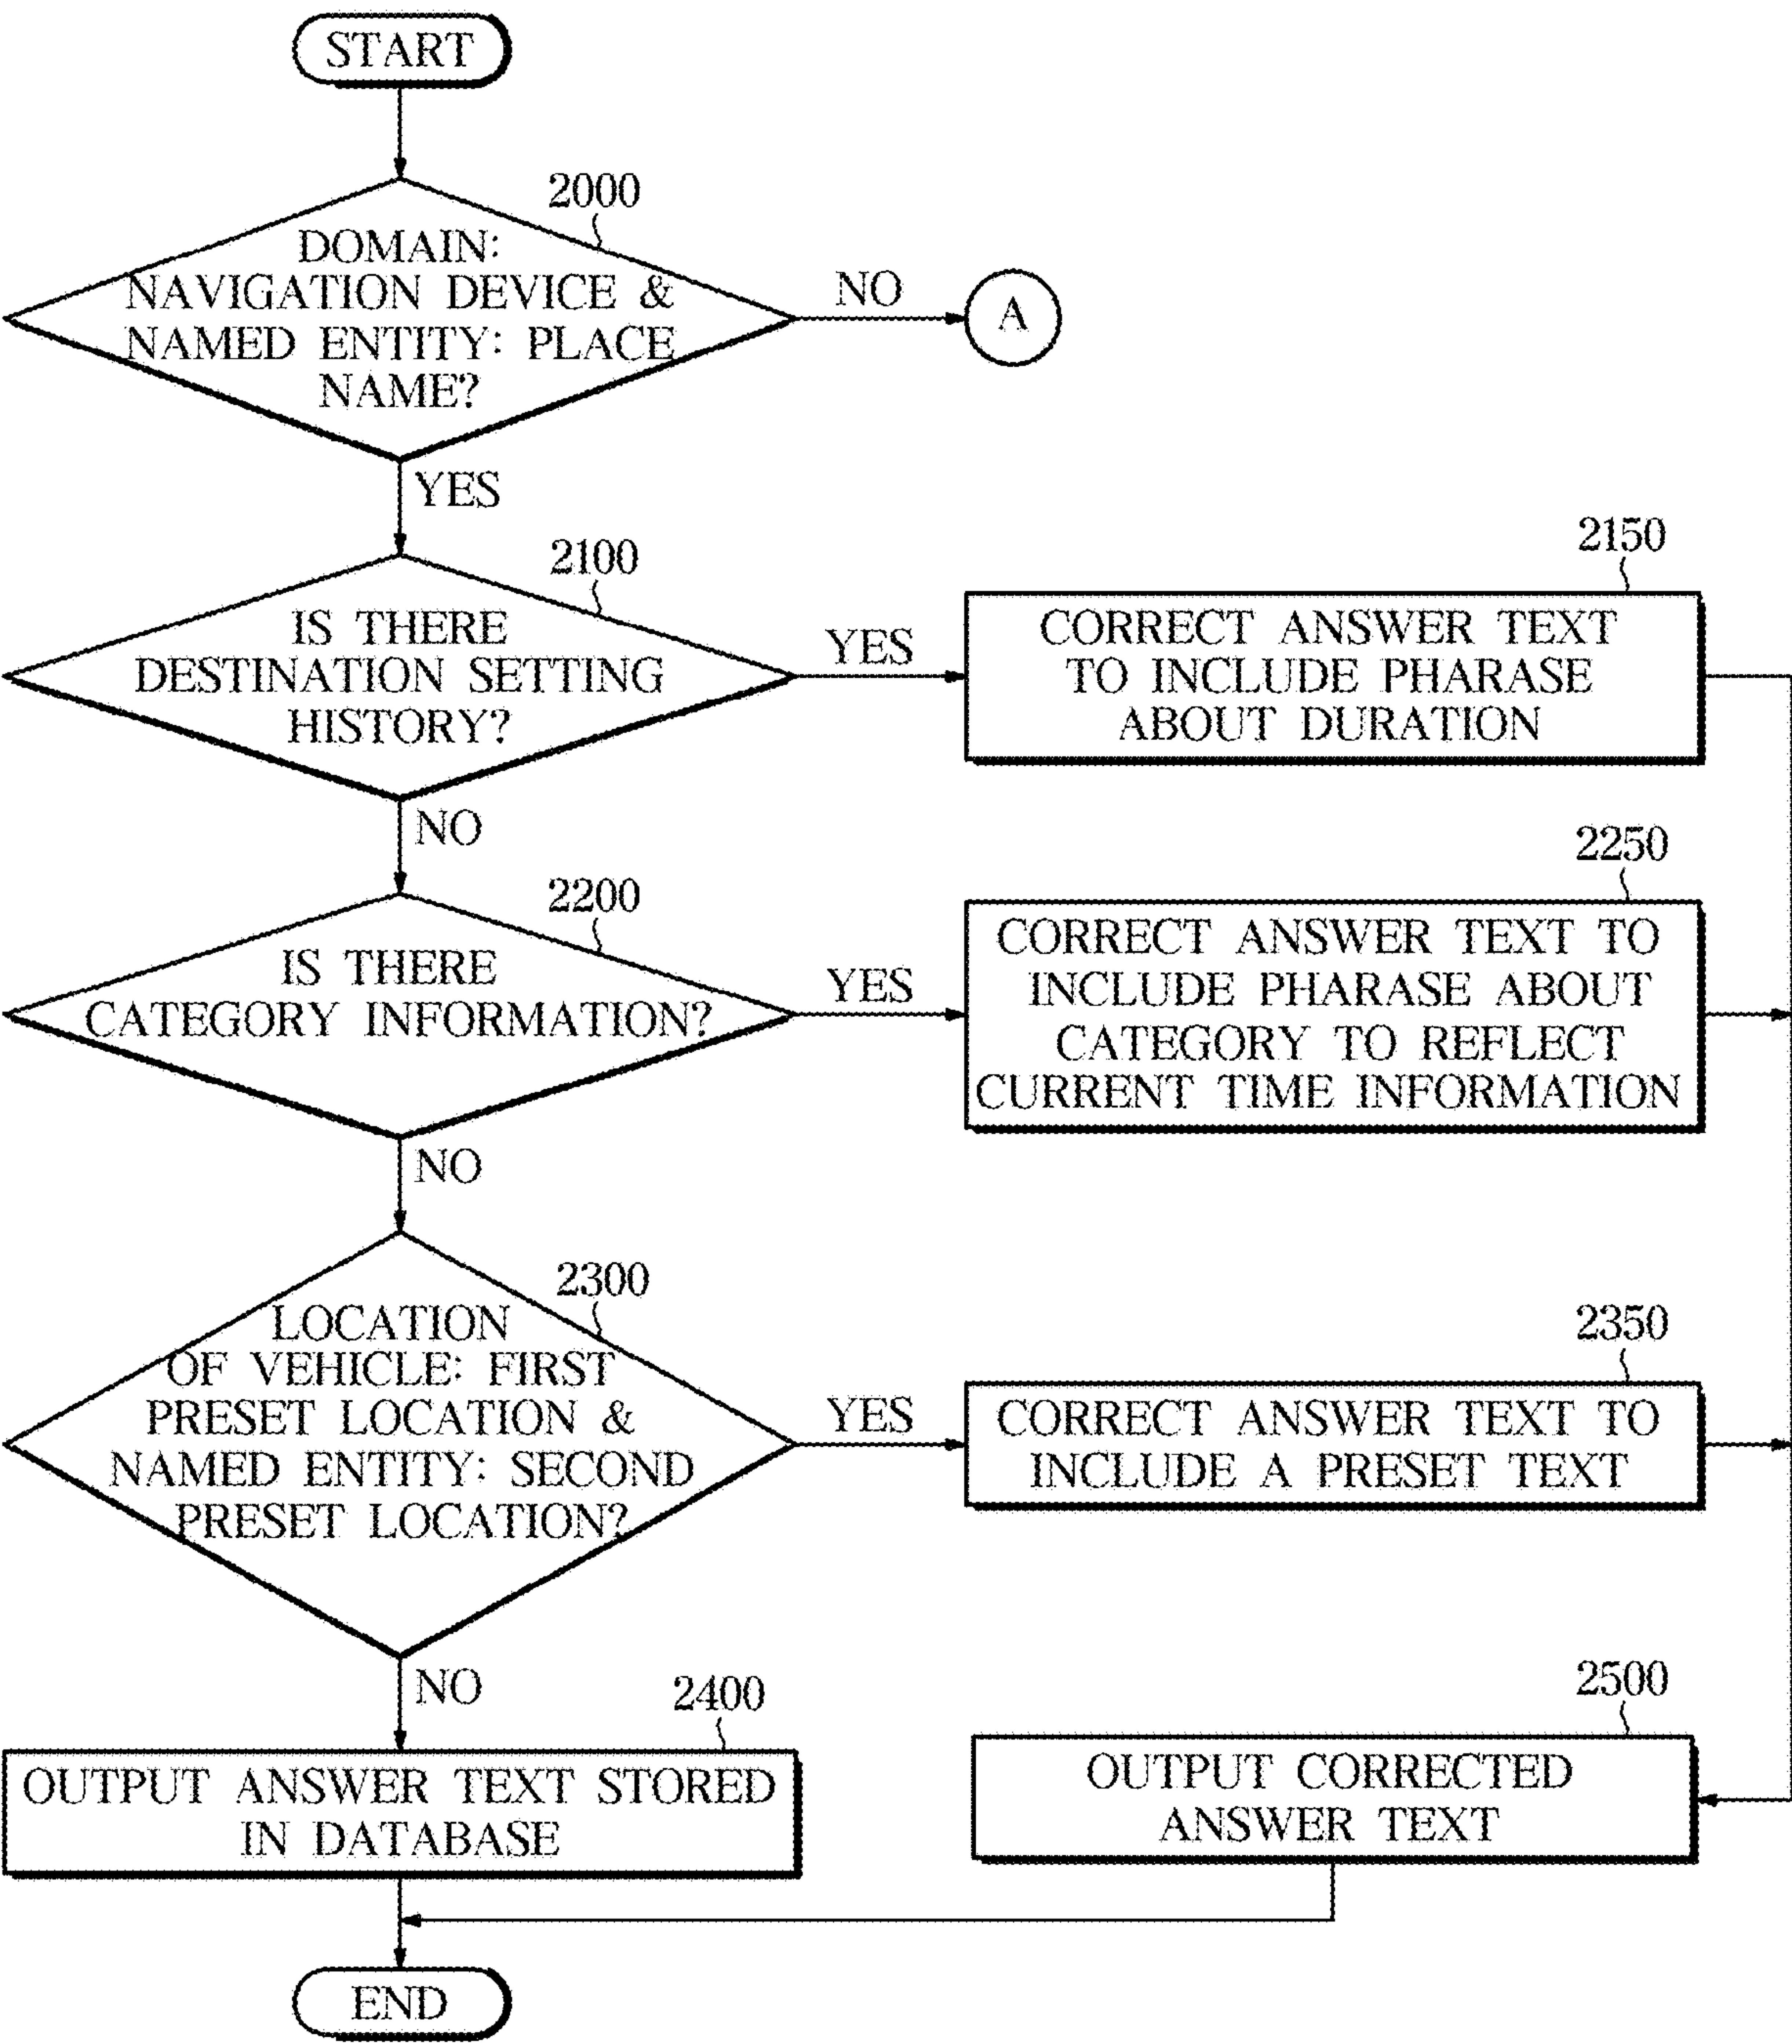 START
2000
DOMAIN:
NAVIGATION DEVICE &
NAMED ENTITY: PLACE
NAME?
NO
A
YES
2100
IS THERE
DESTINATION SETTING
HISTORY?
YES
2150
CORRECT ANSWER TEXT
TO INCLUDE PHARASE
ABOUT DURATION
NO
2200
IS THERE
CATEGORY INFORMATION?
YES
2250
CORRECT ANSWER TEXT TO
INCLUDE PHARASE ABOUT
CATEGORY TO REFLECT
CURRENT TIME INFORMATION
NO
2300
LOCATION
OF VEHICLE: FIRST
PRESET LOCATION &
NAMED ENTITY: SECOND
PRESET LOCATION?
YES
2350
CORRECT ANSWER TEXT TO
INCLUDE A PRESET TEXT
NO
2400
OUTPUT ANSWER TEXT STORED
IN DATABASE
2500
OUTPUT CORRECTED
ANSWER TEXT
END